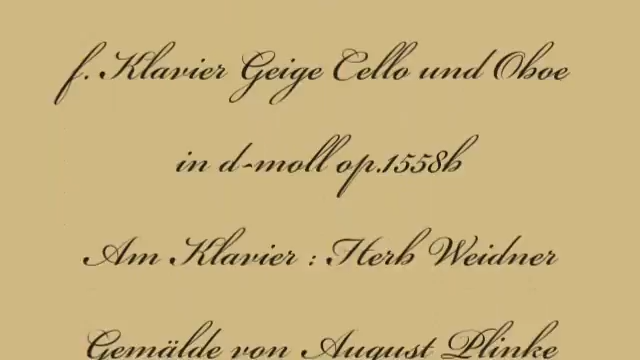 f. Klavier Geige Cello und Oboe
in d-moll op.1558b
Am Klavier : Herb Weidner
Gemälde von August Plinke